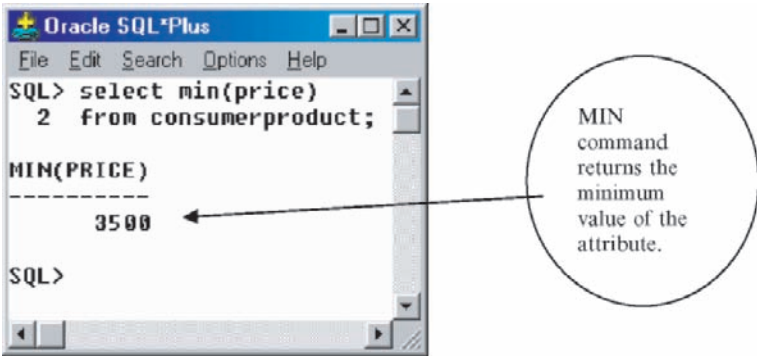 Oracle SQL*Plus
File Edit Search Options Help
SQL> select min(price)
2 from consumerproduct;
MIN(PRICE)
----------
3500
SQL>
MIN
command
returns the
minimum
value of the
attribute.